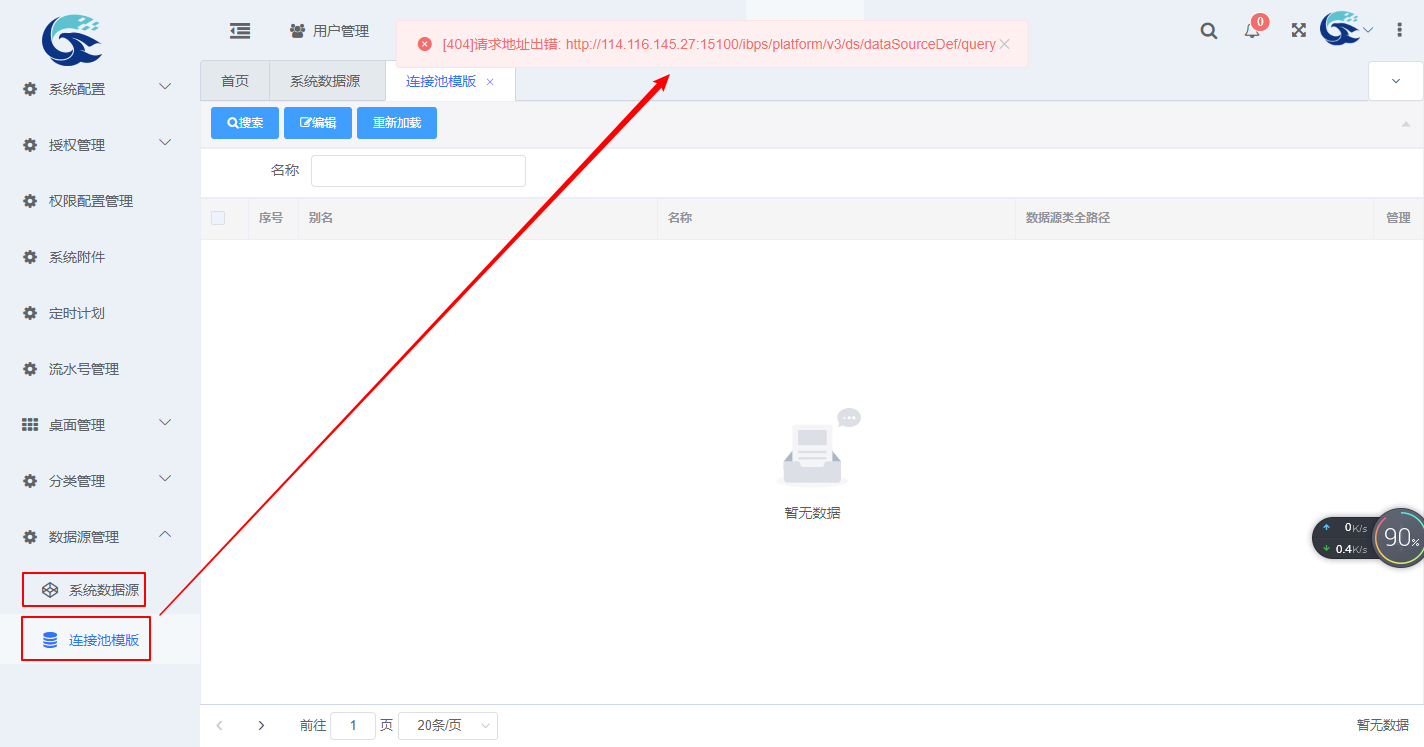 用户管理
[404]请求地址出错: http://114.116.145.27:15100/ibps/platform/v3/ds/dataSourceDef/query
0
首页
系统数据源
连接池模版
搜索
编辑
重新加载
名称
序号
别名
名称
数据源类全路径
管理
系统配置
授权管理
权限配置管理
系统附件
定时计划
流水号管理
桌面管理
分类管理
数据源管理
系统数据源
连接池模版
暂无数据
0K/s
0.4K/s
90%
前往 1 页
20条/页
暂无数据